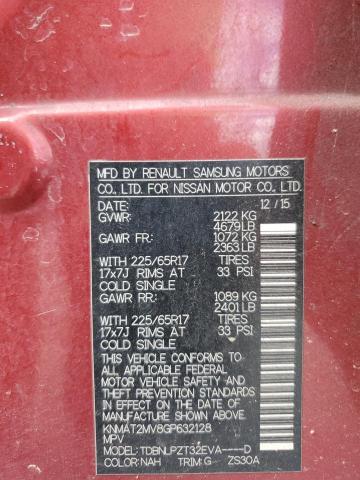 MFD BY RENAULT SAMSUNG MOTORS
CO., LTD. FOR NISSAN MOTOR CO., LTD.
DATE: 12/15
GVWR: 2122 KG
4679 LB
GAWR FR: 1072 KG
2363 LB
WITH 225/65R17 TIRES
17x7J RIMS AT 33 PSI
COLD SINGLE
GAWR RR: 1089 KG
2401 LB
WITH 225/65R17 TIRES
17x7J RIMS AT 33 PSI
COLD SINGLE
THIS VEHICLE CONFORMS TO
ALL APPLICABLE FEDERAL
MOTOR VEHICLE SAFETY,
BUMPER, AND THEFT PREVENTION
STANDARDS IN EFFECT ON THE
DATE OF MFR. SHOWN ABOVE.
KNMAT2MV8GP632128
MPV
MODEL: TDBNLPZT32EVA----D
COLOR: NAH TRIM: G ZS30A